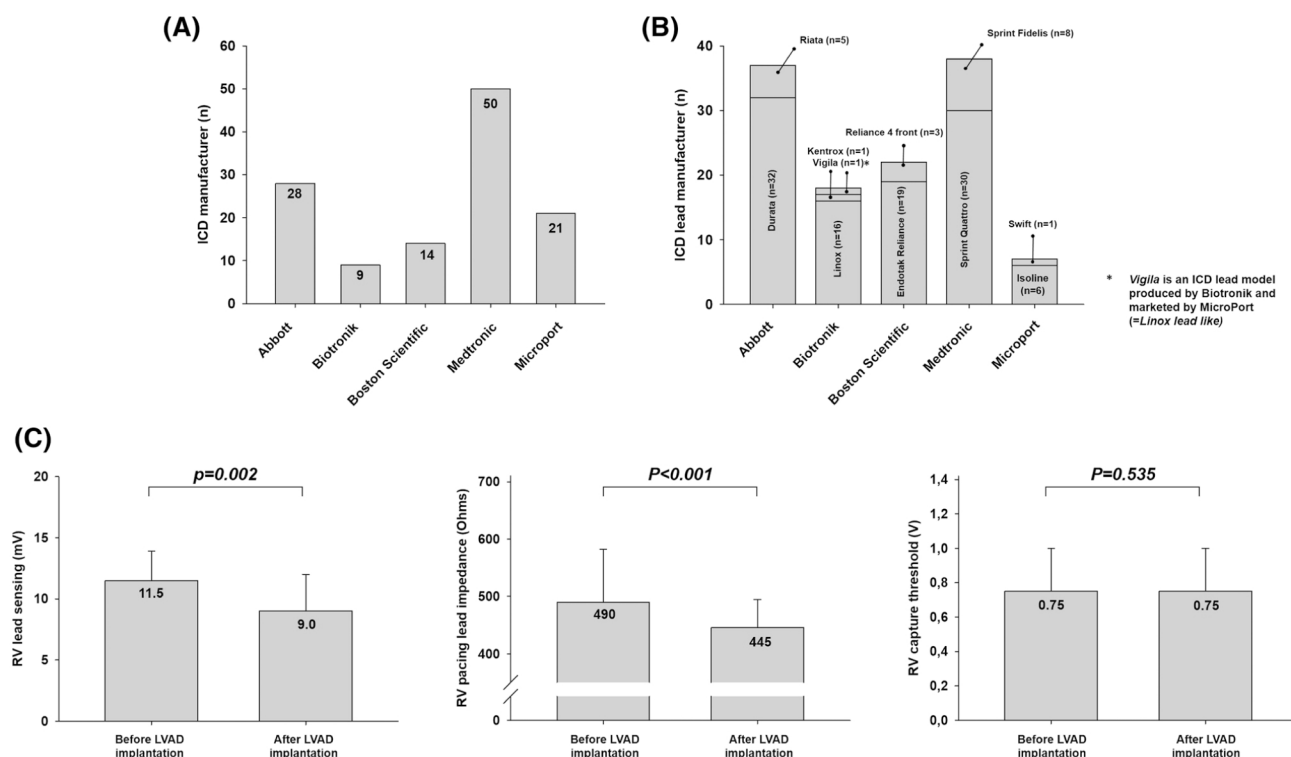 (A)
ICD manufacturer (n)
60
50
40
30
20
10
0
28
9
14
50
21
Abbott
Biotronik
Boston Scientific
Medtronic
Microport
(B)
ICD lead manufacturer (n)
40
30
20
10
0
Riata (n=5)
Durata (n=32)
Kentrox (n=1)
Vigila (n=1)*
Linox (n=16)
Reliance 4 front (n=3)
Endotak Reliance (n=19)
Sprint Fidelis (n=8)
Sprint Quattro (n=30)
Swift (n=1)
Isoline
(n=6)
Abbott
Biotronik
Boston Scientific
Medtronic
Microport
* Vigila is an ICD lead model
produced by Biotronik and
marketed by MicroPort
(=Linox lead like)
(C)
RV lead sensing (mV)
20
15
10
5
0
p=0.002
11.5
9.0
Before LVAD
implantation
After LVAD
implantation
RV pacing lead impedance (Ohms)
700
600
500
400
0
P<0.001
490
445
Before LVAD
implantation
After LVAD
implantation
RV capture threshold (V)
1,4
1,2
1,0
0,8
0,6
0,4
0,2
0,0
P=0.535
0.75
0.75
Before LVAD
implantation
After LVAD
implantation